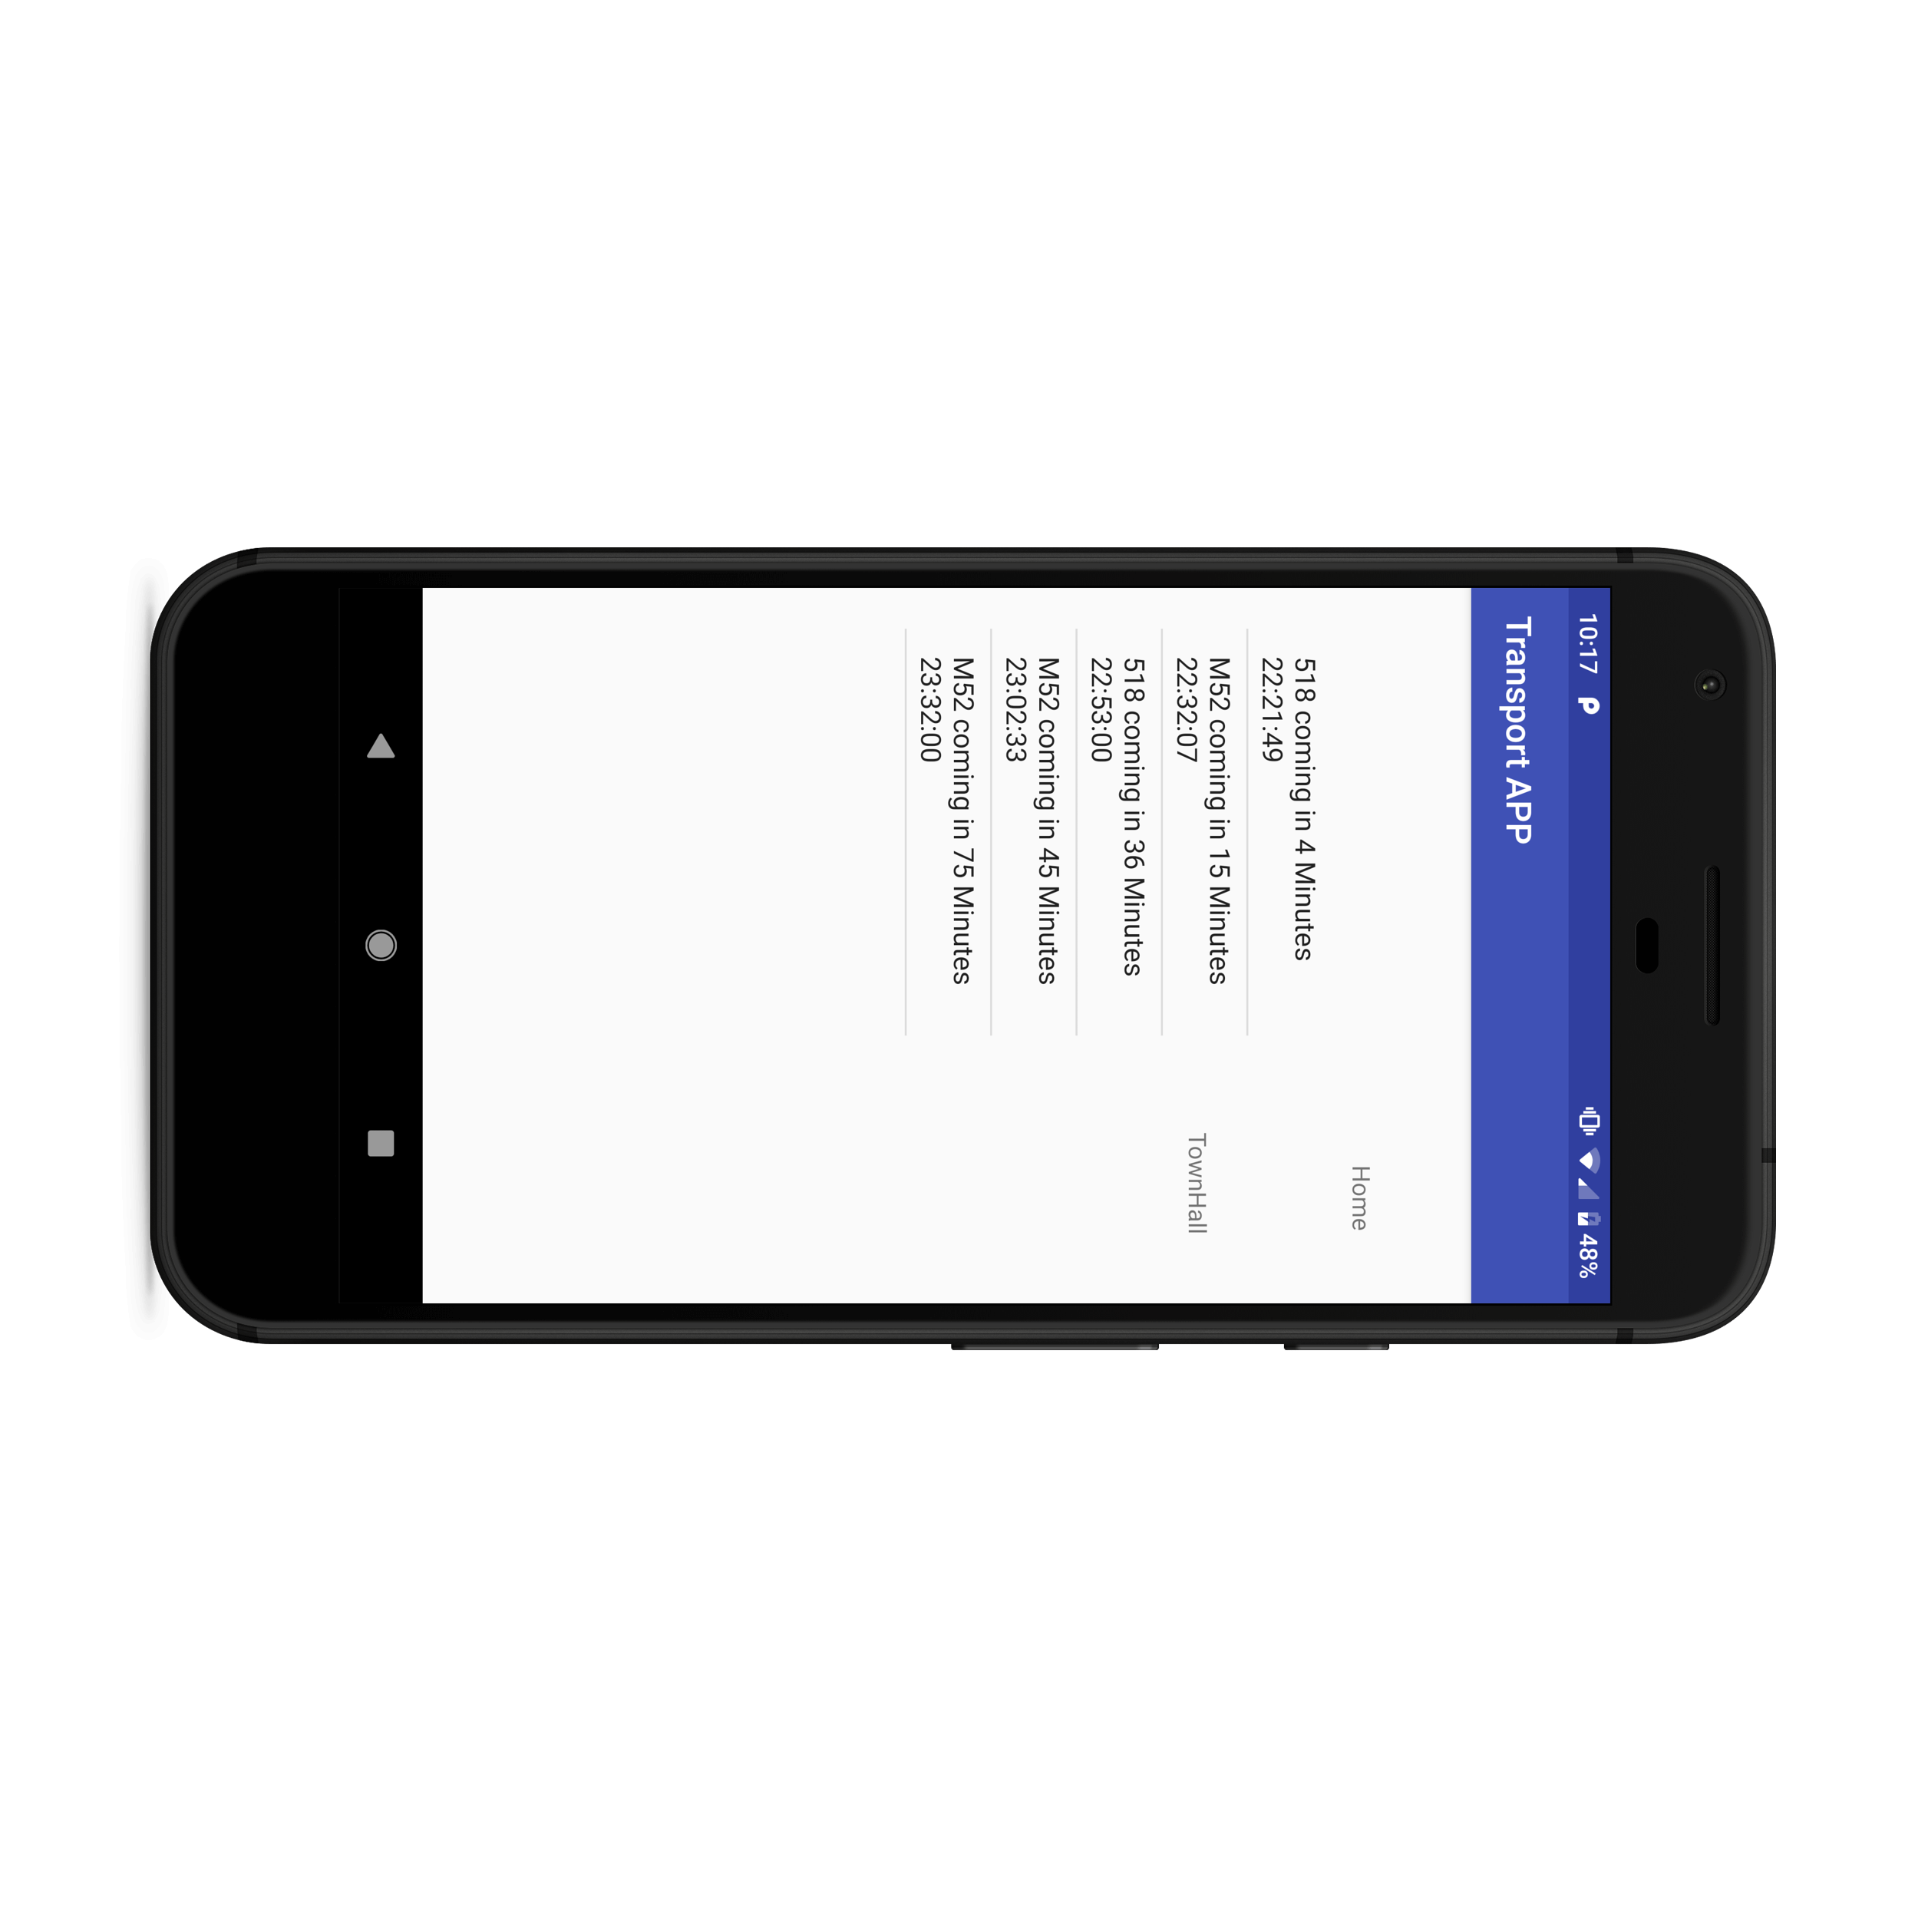 10:17 48%
Transport APP
Home
518 coming in 4 Minutes
22:21:49
M52 coming in 15 Minutes
22:32:07
TownHall
518 coming in 36 Minutes
22:53:00
M52 coming in 45 Minutes
23:02:33
M52 coming in 75 Minutes
23:32:00